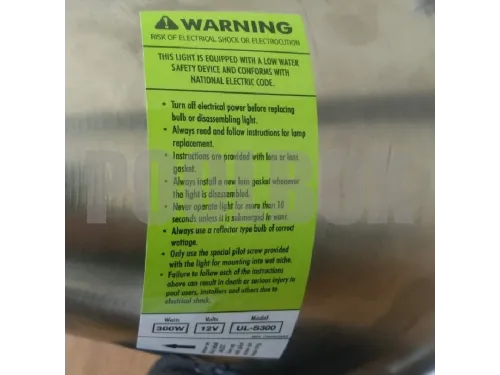 WARNING
RISK OF ELECTRICAL SHOCK OR ELECTROCUTION
THIS LIGHT IS EQUIPPED WITH A LOW WATER
SAFETY DEVICE AND CONFORMS WITH
NATIONAL ELECTRIC CODE.
• Turn off electrical power before replacing
bulb or disassembling light.
• Always read and follow instructions for lamp
replacement.
• Instructions are provided with lens or lens
gasket.
• Always install a new lens gasket whenever
the light is disassembled.
• Never operate light for more than 10
seconds unless it is submerged in water.
• Always use a reflector type bulb of correct
wattage.
• Only use the special pilot screw provided
with the light for mounting into wet niche.
• Failure to follow each of the instructions
above can result in death or serious injury to
pool users, installers and others due to
electrical shock.
Watts Volts Model
300W 12V UL-S300